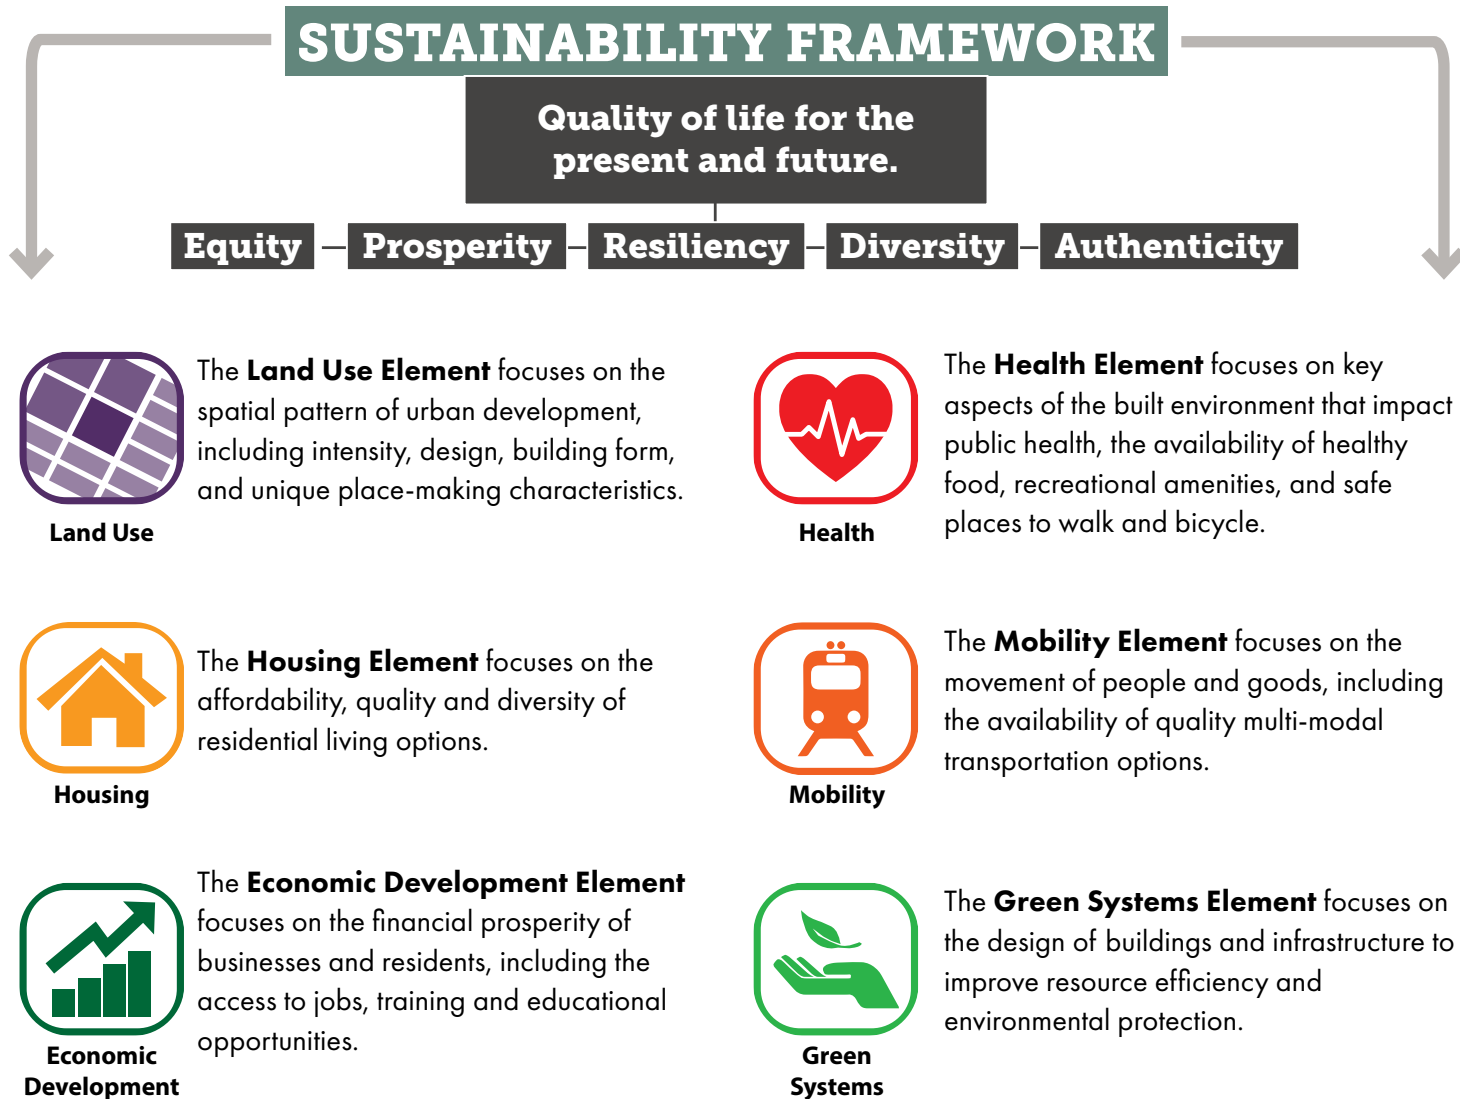 SUSTAINABILITY FRAMEWORK
Quality of life for the
present and future.
Equity
Prosperity
Resiliency
Diversity
Authenticity
The Land Use Element focuses on the
spatial pattern of urban development,
including intensity, design, building form,
and unique place-making characteristics.
Land Use
The Health Element focuses on key
aspects of the built environment that impact
public health, the availability of healthy
food, recreational amenities, and safe
places to walk and bicycle.
Health
The Housing Element focuses on the
affordability, quality and diversity of
residential living options.
Housing
The Mobility Element focuses on the
movement of people and goods, including
the availability of quality multi-modal
transportation options.
Mobility
The Economic Development Element
focuses on the financial prosperity of
businesses and residents, including the
access to jobs, training and educational
opportunities.
Economic
Development
The Green Systems Element focuses on
the design of buildings and infrastructure to
improve resource efficiency and
environmental protection.
Green
Systems